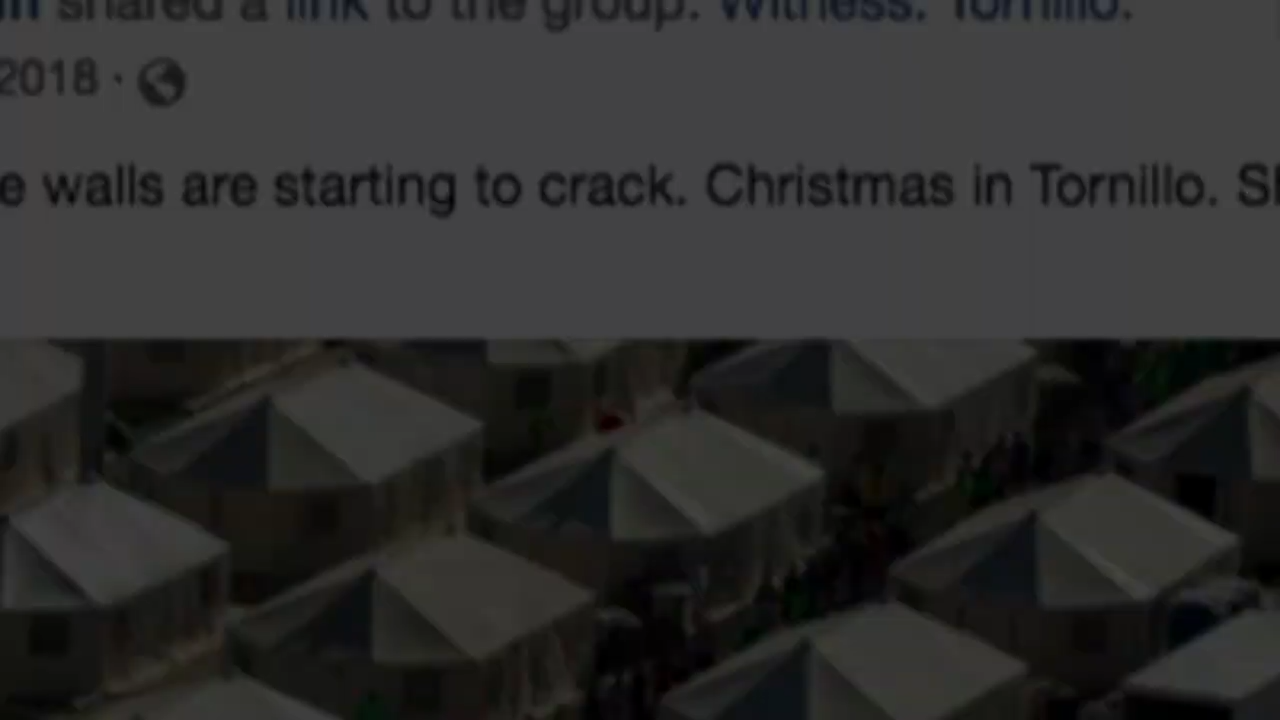 shared a link to the group. Witness. Tornillo.
2018 ·
walls are starting to crack. Christmas in Tornillo.